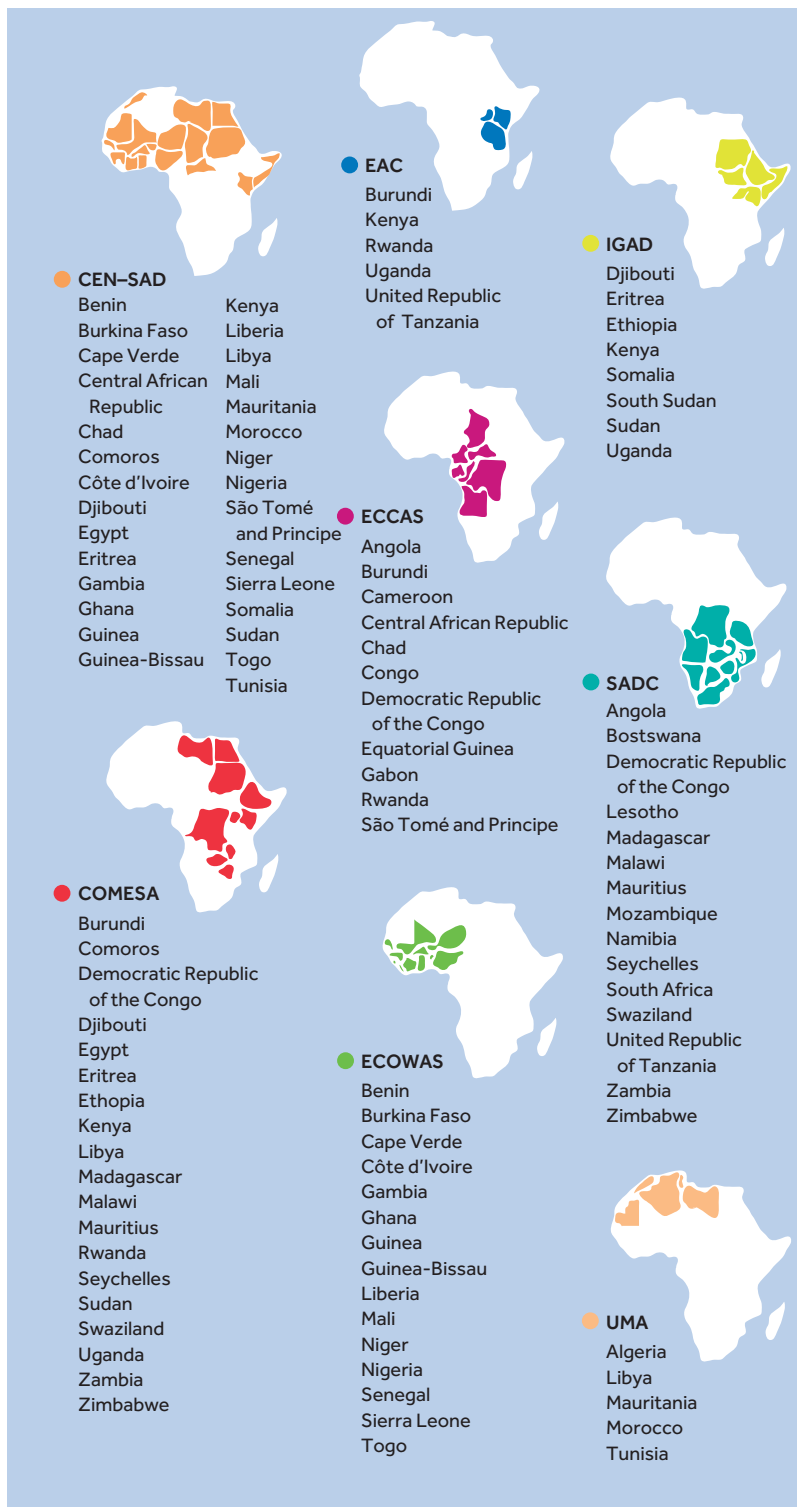 CEN–SAD
Benin
Burkina Faso
Cape Verde
Central African
Republic
Chad
Comoros
Côte d'Ivoire
Djibouti
Egypt
Eritrea
Gambia
Ghana
Guinea
Guinea-Bissau
Kenya
Liberia
Libya
Mali
Mauritania
Morocco
Niger
Nigeria
São Tomé
and Principe
Senegal
Sierra Leone
Somalia
Sudan
Togo
Tunisia
COMESA
Burundi
Comoros
Democratic Republic
of the Congo
Djibouti
Egypt
Eritrea
Ethopia
Kenya
Libya
Madagascar
Malawi
Mauritius
Rwanda
Seychelles
Sudan
Swaziland
Uganda
Zambia
Zimbabwe
EAC
Burundi
Kenya
Rwanda
Uganda
United Republic
of Tanzania
ECCAS
Angola
Burundi
Cameroon
Central African Republic
Chad
Congo
Democratic Republic
of the Congo
Equatorial Guinea
Gabon
Rwanda
São Tomé and Principe
ECOWAS
Benin
Burkina Faso
Cape Verde
Côte d'Ivoire
Gambia
Ghana
Guinea
Guinea-Bissau
Liberia
Mali
Niger
Nigeria
Senegal
Sierra Leone
Togo
IGAD
Djibouti
Eritrea
Ethiopia
Kenya
Somalia
South Sudan
Sudan
Uganda
SADC
Angola
Bostswana
Democratic Republic
of the Congo
Lesotho
Madagascar
Malawi
Mauritius
Mozambique
Namibia
Seychelles
South Africa
Swaziland
United Republic
of Tanzania
Zambia
Zimbabwe
UMA
Algeria
Libya
Mauritania
Morocco
Tunisia